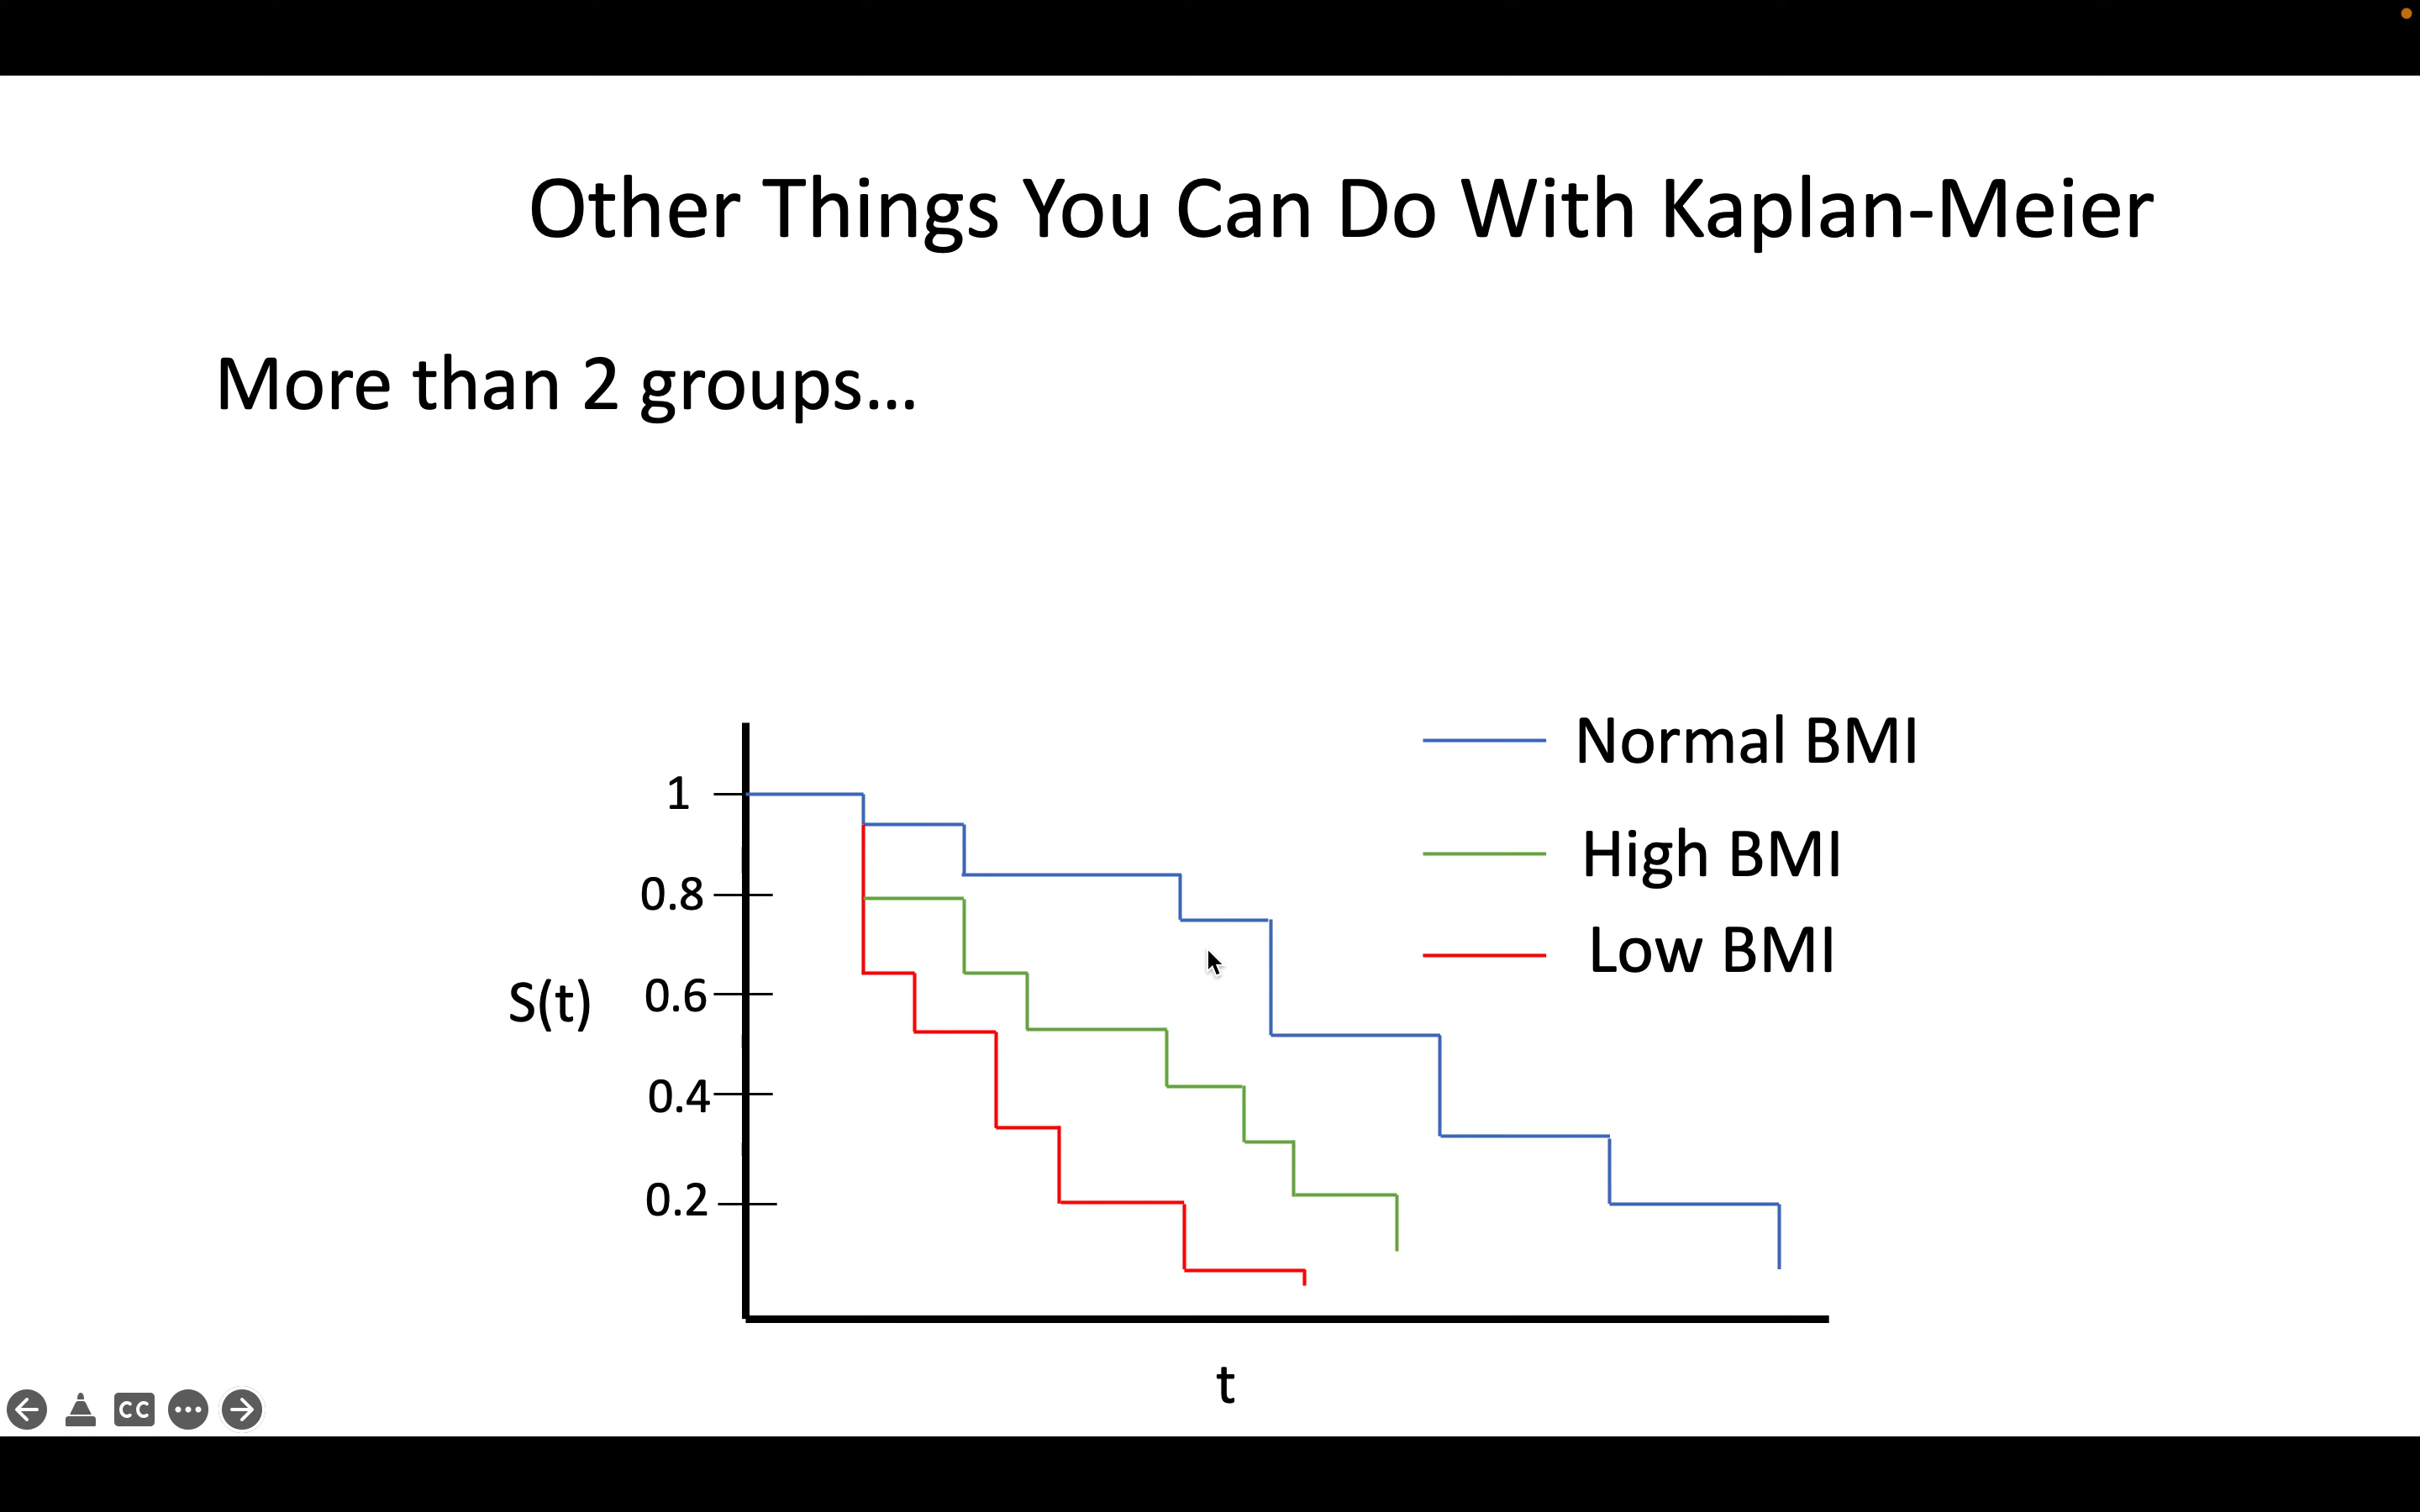 Other Things You Can Do With Kaplan-Meier
More than 2 groups...
Normal BMI
High BMI
Low BMI
1
0.8
0.6
0.4
0.2
S(t)
t
CC